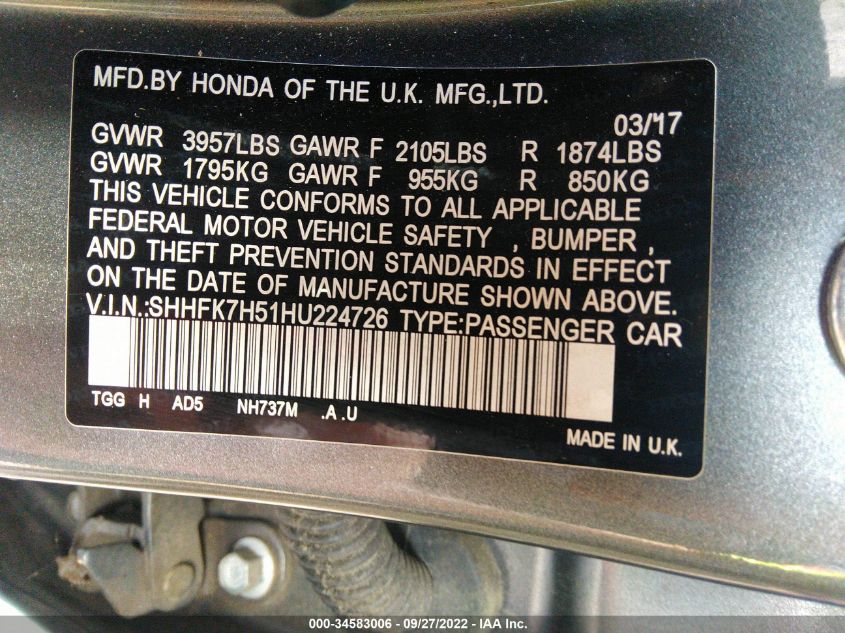 MFD.BY HONDA OF THE U.K. MFG.,LTD.
03/17
GVWR 3957LBS GAWR F 2105LBS R 1874LBS
GVWR 1795KG GAWR F 955KG R 850KG
THIS VEHICLE CONFORMS TO ALL APPLICABLE
FEDERAL MOTOR VEHICLE SAFETY , BUMPER ,
AND THEFT PREVENTION STANDARDS IN EFFECT
ON THE DATE OF MANUFACTURE SHOWN ABOVE.
V.I.N.:SHHFK7H51HU224726 TYPE:PASSENGER CAR
TGG H AD5 NH737M .A .U
MADE IN U.K.
000-34583006 / 09/27/2022 / IAA Inc.